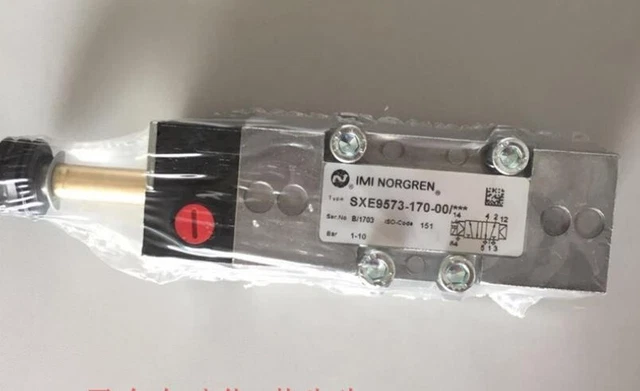 IMI NORGREN
Type SXE9573-170-00/***
Ser.No B/1703 ISO-Code 151
Bar 1-10
14 4 2 12
84 5 1 3